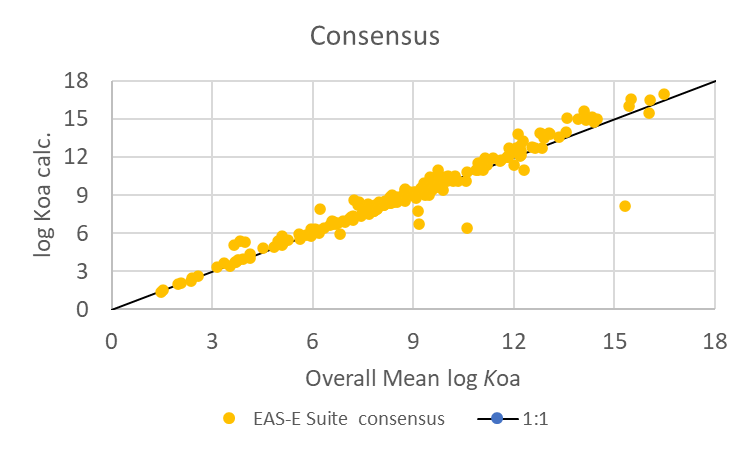 Consensus
log Koa calc.
18
15
12
9
6
3
0
0 3 6 9 12 15 18
Overall Mean log Koa
EAS-E Suite consensus 1:1